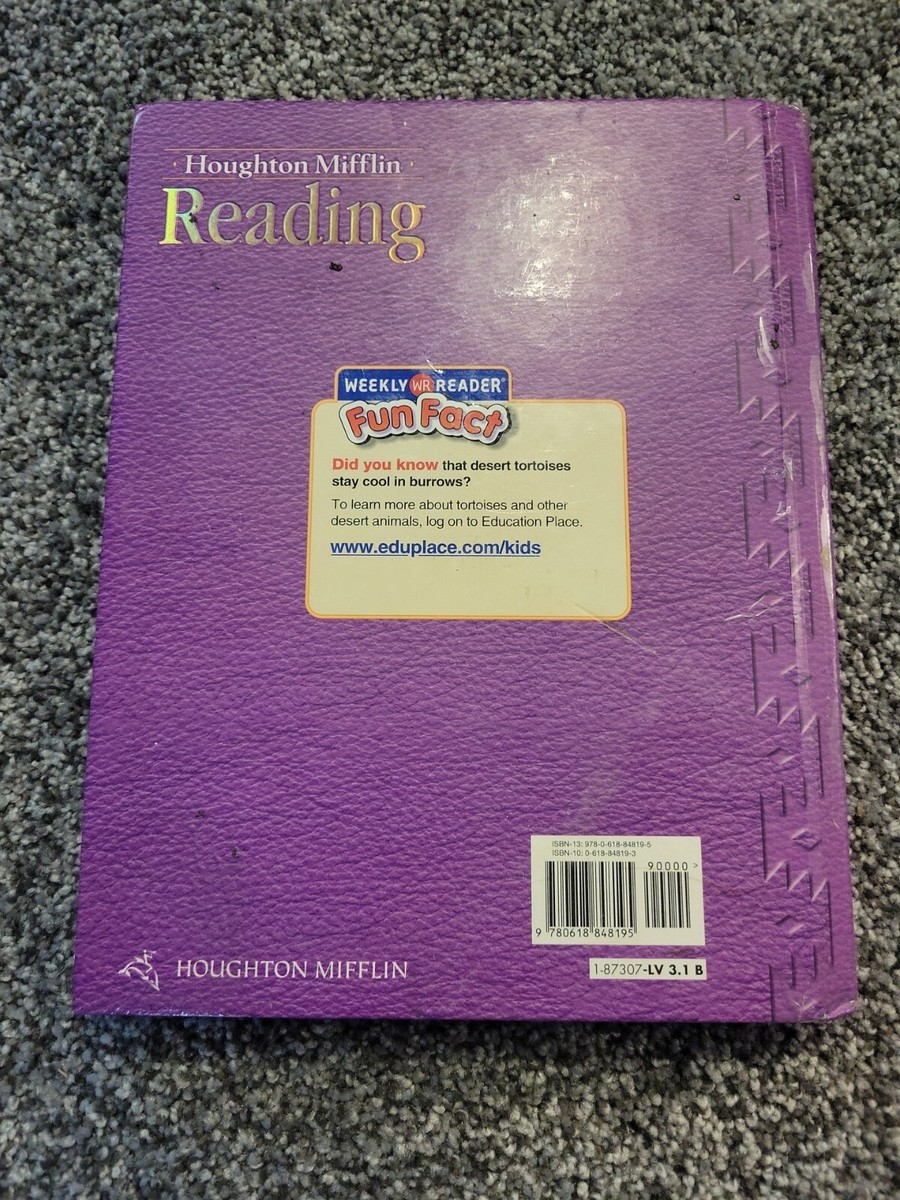 · Houghton Mifflin ·
Reading
WEEKLY WR READER®
Fun Fact
Did you know that desert tortoises
stay cool in burrows?
To learn more about tortoises and other
desert animals, log on to Education Place.
www.eduplace.com/kids
ISBN-13: 978-0-618-84819-5
ISBN-10: 0-618-84819-3
90000 >
9 780618 848195
HOUGHTON MIFFLIN
1-87307-LV 3.1 B